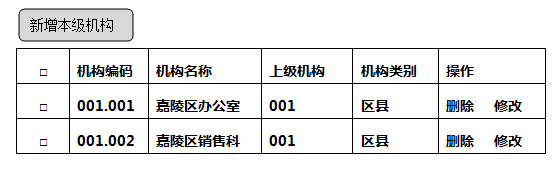 新增本级机构
□ 机构编码 机构名称 上级机构 机构类别 操作
□ 001.001 嘉陵区办公室 001 区县 删除 修改
□ 001.002 嘉陵区销售科 001 区县 删除 修改